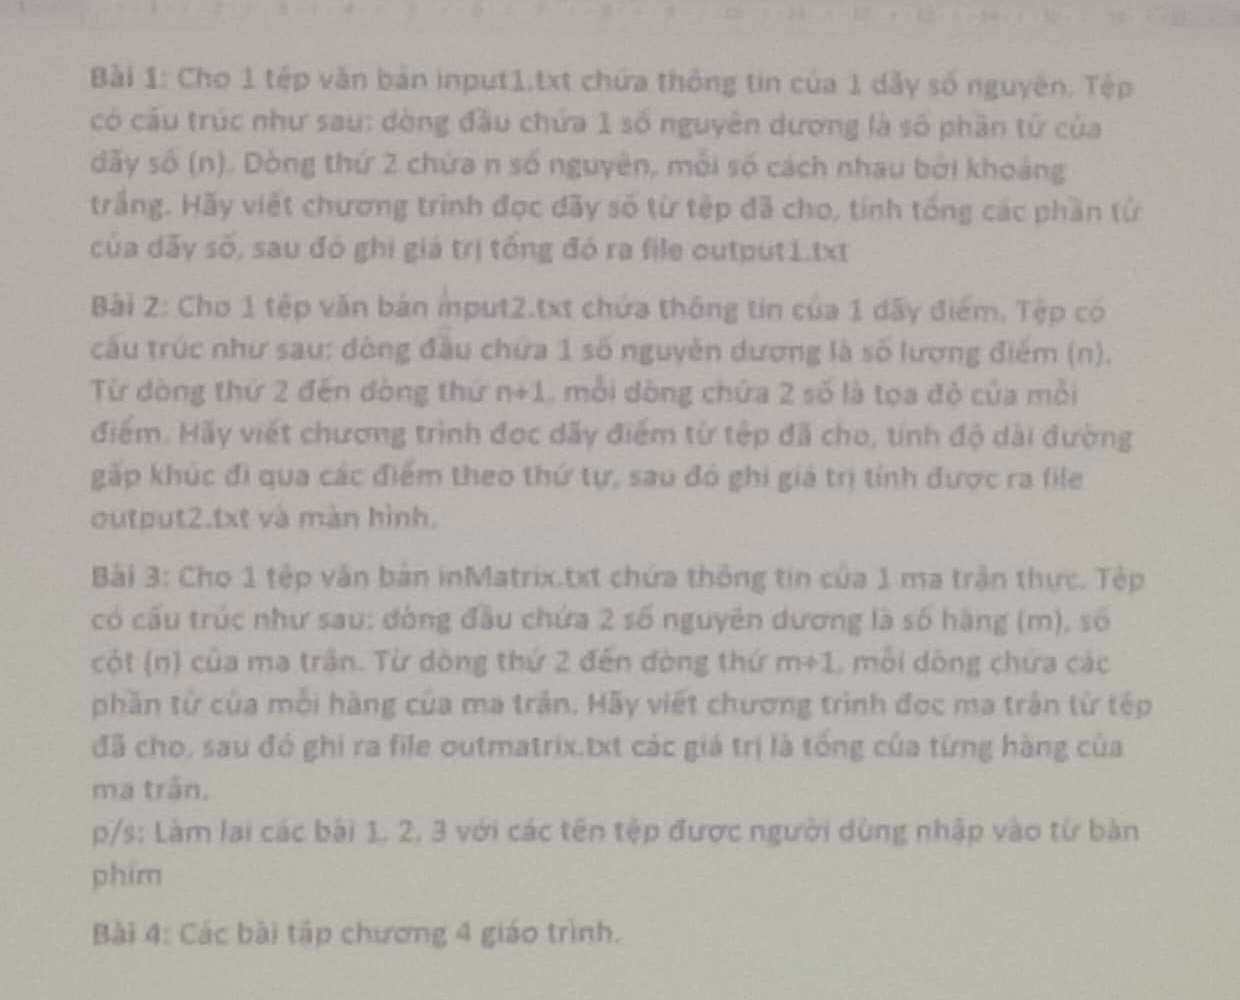 Bài 1: Cho 1 tệp văn bản input1.txt chứa thông tin của 1 dãy số nguyên. Tệp
có cấu trúc như sau: dòng đầu chứa 1 số nguyên dương là số phần tử của
dãy số (n). Dòng thứ 2 chứa n số nguyên, mỗi số cách nhau bởi khoảng
trắng. Hãy viết chương trình đọc dãy số từ tệp đã cho, tính tổng các phần tử
của dãy số, sau đó ghi giá trị tổng đó ra file output1.txt
Bài 2: Cho 1 tệp văn bản input2.txt chứa thông tin của 1 dãy điểm. Tệp có
cấu trúc như sau: dòng đầu chứa 1 số nguyên dương là số lượng điểm (n).
Từ dòng thứ 2 đến dòng thứ n+1, mỗi dòng chứa 2 số là tọa độ của mỗi
điểm. Hãy viết chương trình đọc dãy điểm từ tệp đã cho, tính độ dài đường
gấp khúc đi qua các điểm theo thứ tự, sau đó ghi giá trị tính được ra file
output2.txt và màn hình.
Bài 3: Cho 1 tệp văn bản inMatrix.txt chứa thông tin của 1 ma trận thực. Tệp
có cấu trúc như sau: dòng đầu chứa 2 số nguyên dương là số hàng (m), số
cột (n) của ma trận. Từ dòng thứ 2 đến dòng thứ m+1, mỗi dòng chứa các
phần tử của mỗi hàng của ma trận. Hãy viết chương trình đọc ma trận từ tệp
đã cho, sau đó ghi ra file outmatrix.txt các giá trị là tổng của từng hàng của
ma trận.
p/s: Làm lại các bài 1, 2, 3 với các tên tệp được người dùng nhập vào từ bàn
phím
Bài 4: Các bài tập chương 4 giáo trình.